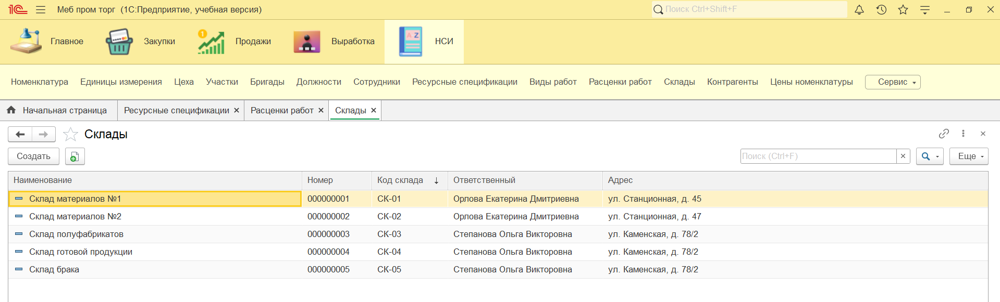 1С Меб пром торг (1С:Предприятие, учебная версия) Поиск Ctrl+Shift+F
Главное Закупки 1 Продажи Выработка A Z НСИ
Номенклатура Единицы измерения Цеха Участки Бригады Должности Сотрудники Ресурсные спецификации Виды работ Расценки работ Склады Контрагенты Цены номенклатуры Сервис
Начальная страница Ресурсные спецификации Расценки работ Склады
Склады
Создать Поиск (Ctrl+F) Еще
Наименование Номер Код склада Ответственный Адрес
Склад материалов №1 000000001 СК-01 Орлова Екатерина Дмитриевна ул. Станционная, д. 45
Склад материалов №2 000000002 СК-02 Орлова Екатерина Дмитриевна ул. Станционная, д. 47
Склад полуфабрикатов 000000003 СК-03 Степанова Ольга Викторовна ул. Каменская, д. 78/2
Склад готовой продукции 000000004 СК-04 Степанова Ольга Викторовна ул. Каменская, д. 78/2
Склад брака 000000005 СК-05 Степанова Ольга Викторовна ул. Каменская, д. 78/2